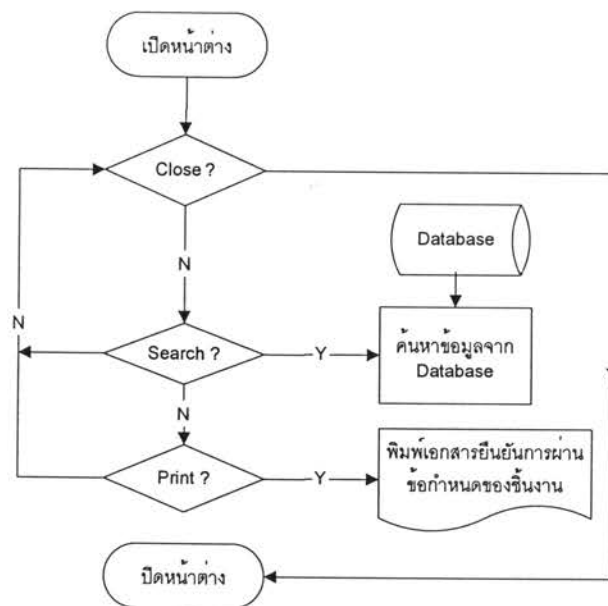 เปิดหน้าต่าง
Close ?
Database
N
N
Search ?
Y
ค้นหาข้อมูลจาก
Database
N
Print ?
Y
พิมพ์เอกสารยืนยันการผ่าน
ข้อกำหนดของชิ้นงาน
ปิดหน้าต่าง